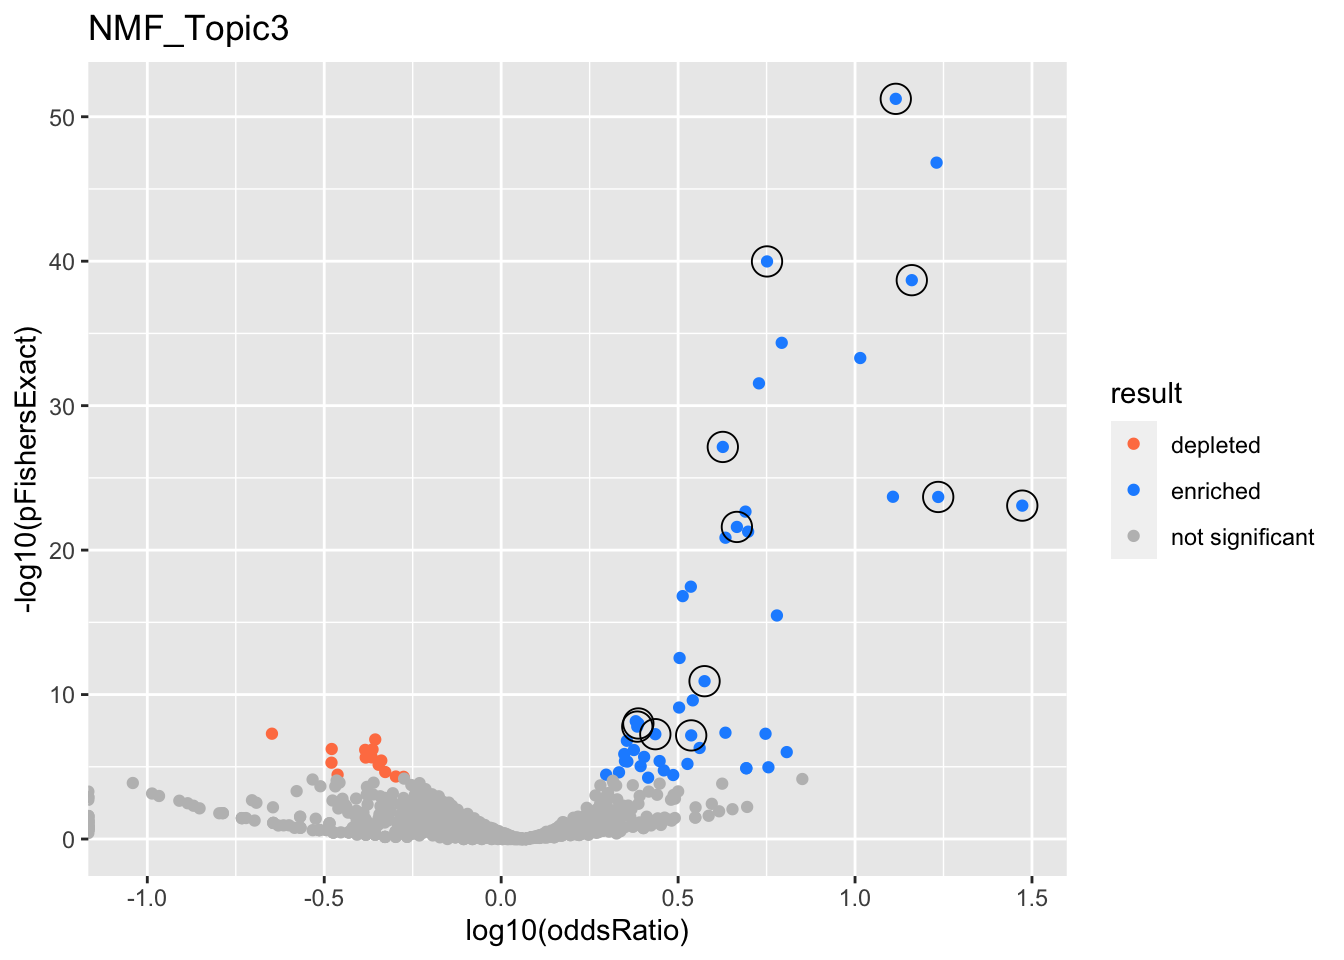 NMF_Topic3
-log10(pFishersExact)
50
40
30
20
10
0
-1.0
-0.5
0.0
0.5
1.0
1.5
log10(oddsRatio)
result
depleted
enriched
not significant